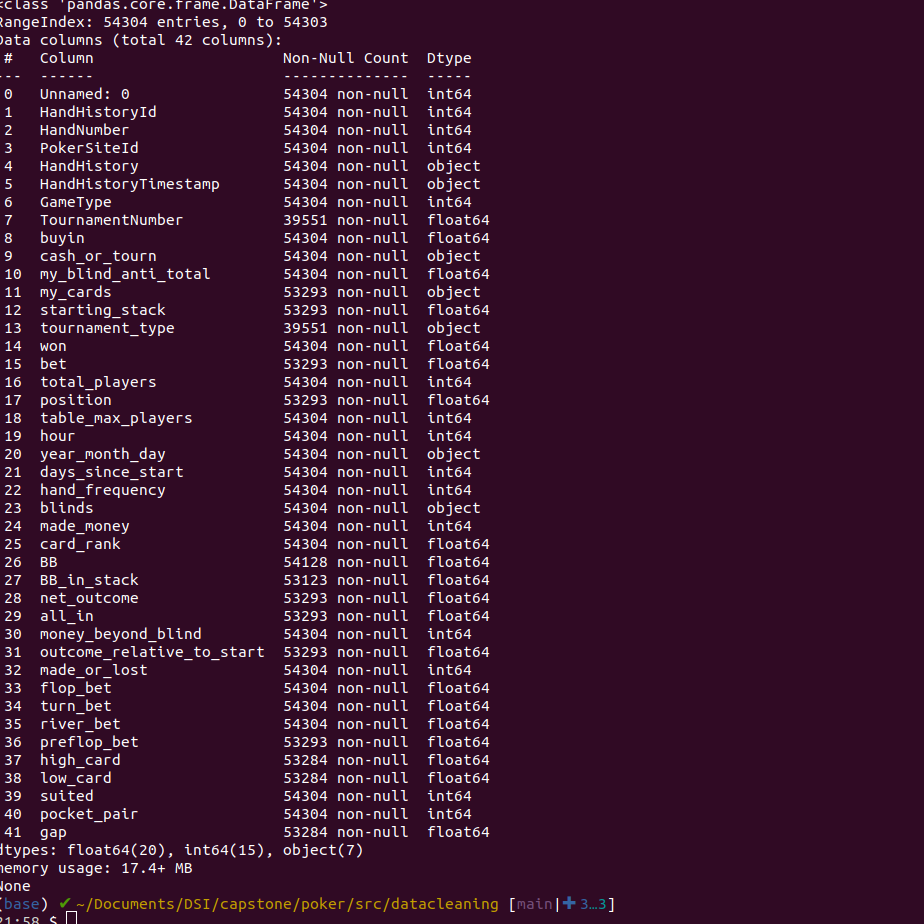 <class 'pandas.core.frame.DataFrame'>
RangeIndex: 54304 entries, 0 to 54303
Data columns (total 42 columns):
 #   Column                     Non-Null Count  Dtype
---  ------                     --------------  -----
 0   Unnamed: 0                 54304 non-null  int64
 1   HandHistoryId              54304 non-null  int64
 2   HandNumber                 54304 non-null  int64
 3   PokerSiteId                54304 non-null  int64
 4   HandHistory                54304 non-null  object
 5   HandHistoryTimestamp       54304 non-null  object
 6   GameType                   54304 non-null  int64
 7   TournamentNumber           39551 non-null  float64
 8   buyin                      54304 non-null  float64
 9   cash_or_tourn              54304 non-null  object
 10  my_blind_anti_total        54304 non-null  float64
 11  my_cards                   53293 non-null  object
 12  starting_stack             53293 non-null  float64
 13  tournament_type            39551 non-null  object
 14  won                        54304 non-null  float64
 15  bet                        53293 non-null  float64
 16  total_players              54304 non-null  int64
 17  position                   53293 non-null  float64
 18  table_max_players          54304 non-null  int64
 19  hour                       54304 non-null  int64
 20  year_month_day             54304 non-null  object
 21  days_since_start           54304 non-null  int64
 22  hand_frequency             54304 non-null  int64
 23  blinds                     54304 non-null  object
 24  made_money                 54304 non-null  int64
 25  card_rank                  54304 non-null  float64
 26  BB                         54128 non-null  float64
 27  BB_in_stack                53123 non-null  float64
 28  net_outcome                53293 non-null  float64
 29  all_in                     53293 non-null  float64
 30  money_beyond_blind         54304 non-null  int64
 31  outcome_relative_to_start  53293 non-null  float64
 32  made_or_lost               54304 non-null  int64
 33  flop_bet                   54304 non-null  float64
 34  turn_bet                   54304 non-null  float64
 35  river_bet                  54304 non-null  float64
 36  preflop_bet                53293 non-null  float64
 37  high_card                  53284 non-null  float64
 38  low_card                   53284 non-null  float64
 39  suited                     54304 non-null  int64
 40  pocket_pair                54304 non-null  int64
 41  gap                        53284 non-null  float64
dtypes: float64(20), int64(15), object(7)
memory usage: 17.4+ MB
None
(base) ✔ ~/Documents/DSI/capstone/poker/src/datacleaning [main|✚ 3…3]
21:58 $